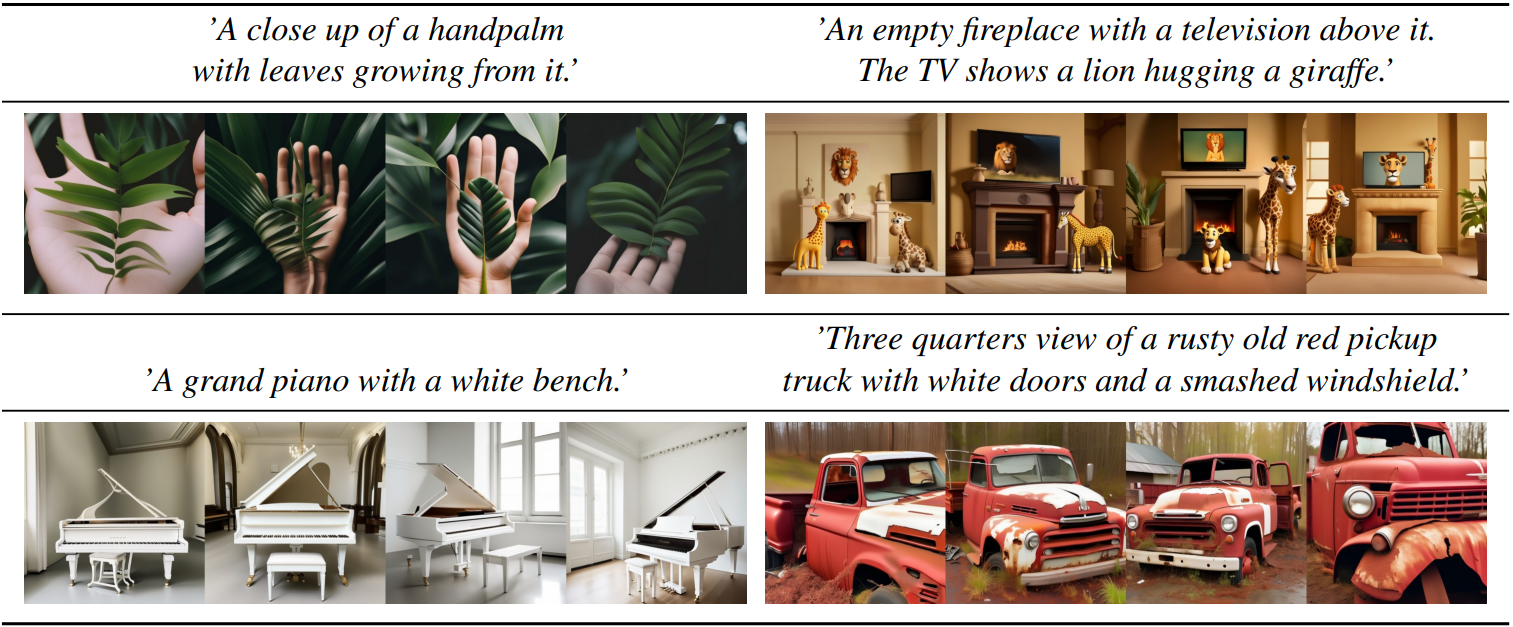 ’A close up of a handpalm
with leaves growing from it.’
’An empty fireplace with a television above it.
The TV shows a lion hugging a giraffe.’
’A grand piano with a white bench.’
’Three quarters view of a rusty old red pickup
truck with white doors and a smashed windshield.’